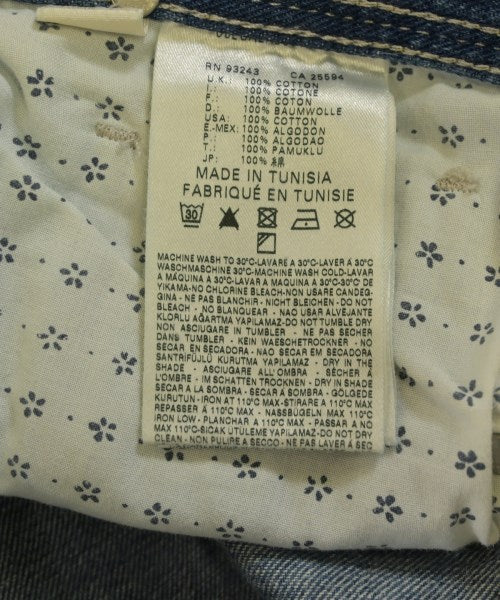 RN 93243 CA 25594
U.K.: 100% COTTON
I.: 100% COTONE
F.: 100% COTON
D.: 100% BAUMWOLLE
USA: 100% COTTON
E.-MEX: 100% ALGODON
P.: 100% ALGODAO
T.: 100% PAMUKLU
JP: 100% 綿
MADE IN TUNISIA
FABRIQUÉ EN TUNISIE
30
MACHINE WASH TO 30°C-LAVARE A 30°C-LAVER Á 30°C
WASCHMASCHINE 30°C-MACHINE WASH COLD-LAVAR
A MÁQUINA A 30°C-LAVAR A MAQUINA A 30°C-30°C DE
YIKAMA-NO CHLORINE BLEACH-NON USARE CANDEG-
GINA - NE PAS BLANCHIR - NICHT BLEICHEN - DO NOT
BLEACH - NO BLANQUEAR - NAO USAR ALVEJANTE
KLORLU AĞARTMA YAPILAMAZ-DO NOT TUMBLE DRY
NON ASCIUGARE IN TUMBLER - NE PAS SÉCHER
DANS TUMBLER - KEIN WAESCHETROCKNER - NO
SECAR EN SECADORA - NAO SECAR EM SECADORA
SANTRIFÜJLÜ KURUTMA YAPILAMAZ - DRY IN THE
SHADE - ASCIUGARE ALL'OMBRA - SÉCHER Á
L'OMBRE - IM SCHATTEN TROCKNEN - DRY IN SHADE
SECAR A LA SOMBRA - SECAR Á SOMBRA - GÖLGEDE
KURUTUN - IRON AT 110°C MAX-STIRARE A 110°C MAX
REPASSER Á 110°C MAX - NASSBÜGELN MAX 110°C
IRON LOW - PLANCHAR A 110°C MAX - PASSAR A NO
MAX 110°C-SICAK ÜTÜLEME YAPILAMAZ-DO NOT DRY
CLEAN - NON PULIRE A SECCO - NE PAS LAVER Á SEC